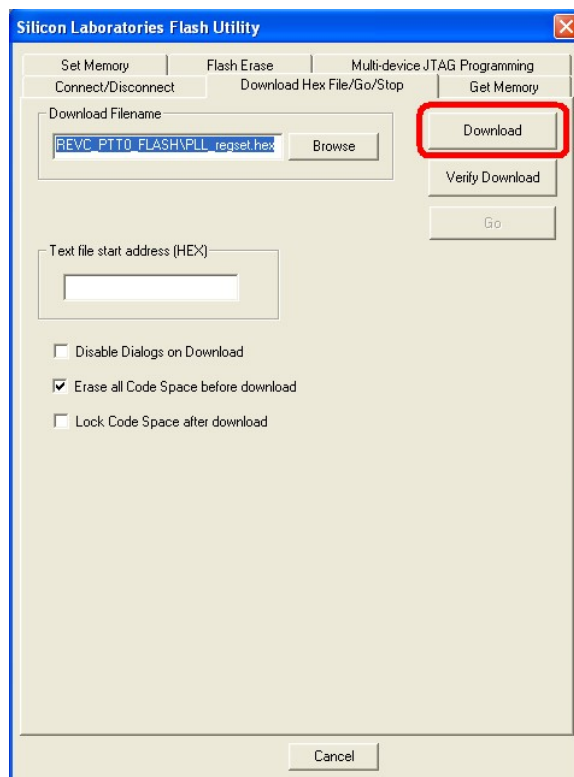 Silicon Laboratories Flash Utility
Set Memory Flash Erase Multi-device JTAG Programming
Connect/Disconnect Download Hex File/Go/Stop Get Memory
Download Filename
REVC_PTT0_FLASH\PLL_regset.hex Browse
Download
Verify Download
Go
Text file start address (HEX)
Disable Dialogs on Download
Erase all Code Space before download
Lock Code Space after download
Cancel